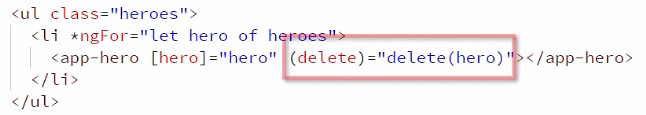 <ul class="heroes">
<li *ngFor="let hero of heroes">
<app-hero [hero]="hero" (delete)="delete(hero)"></app-hero>
</li>
</ul>